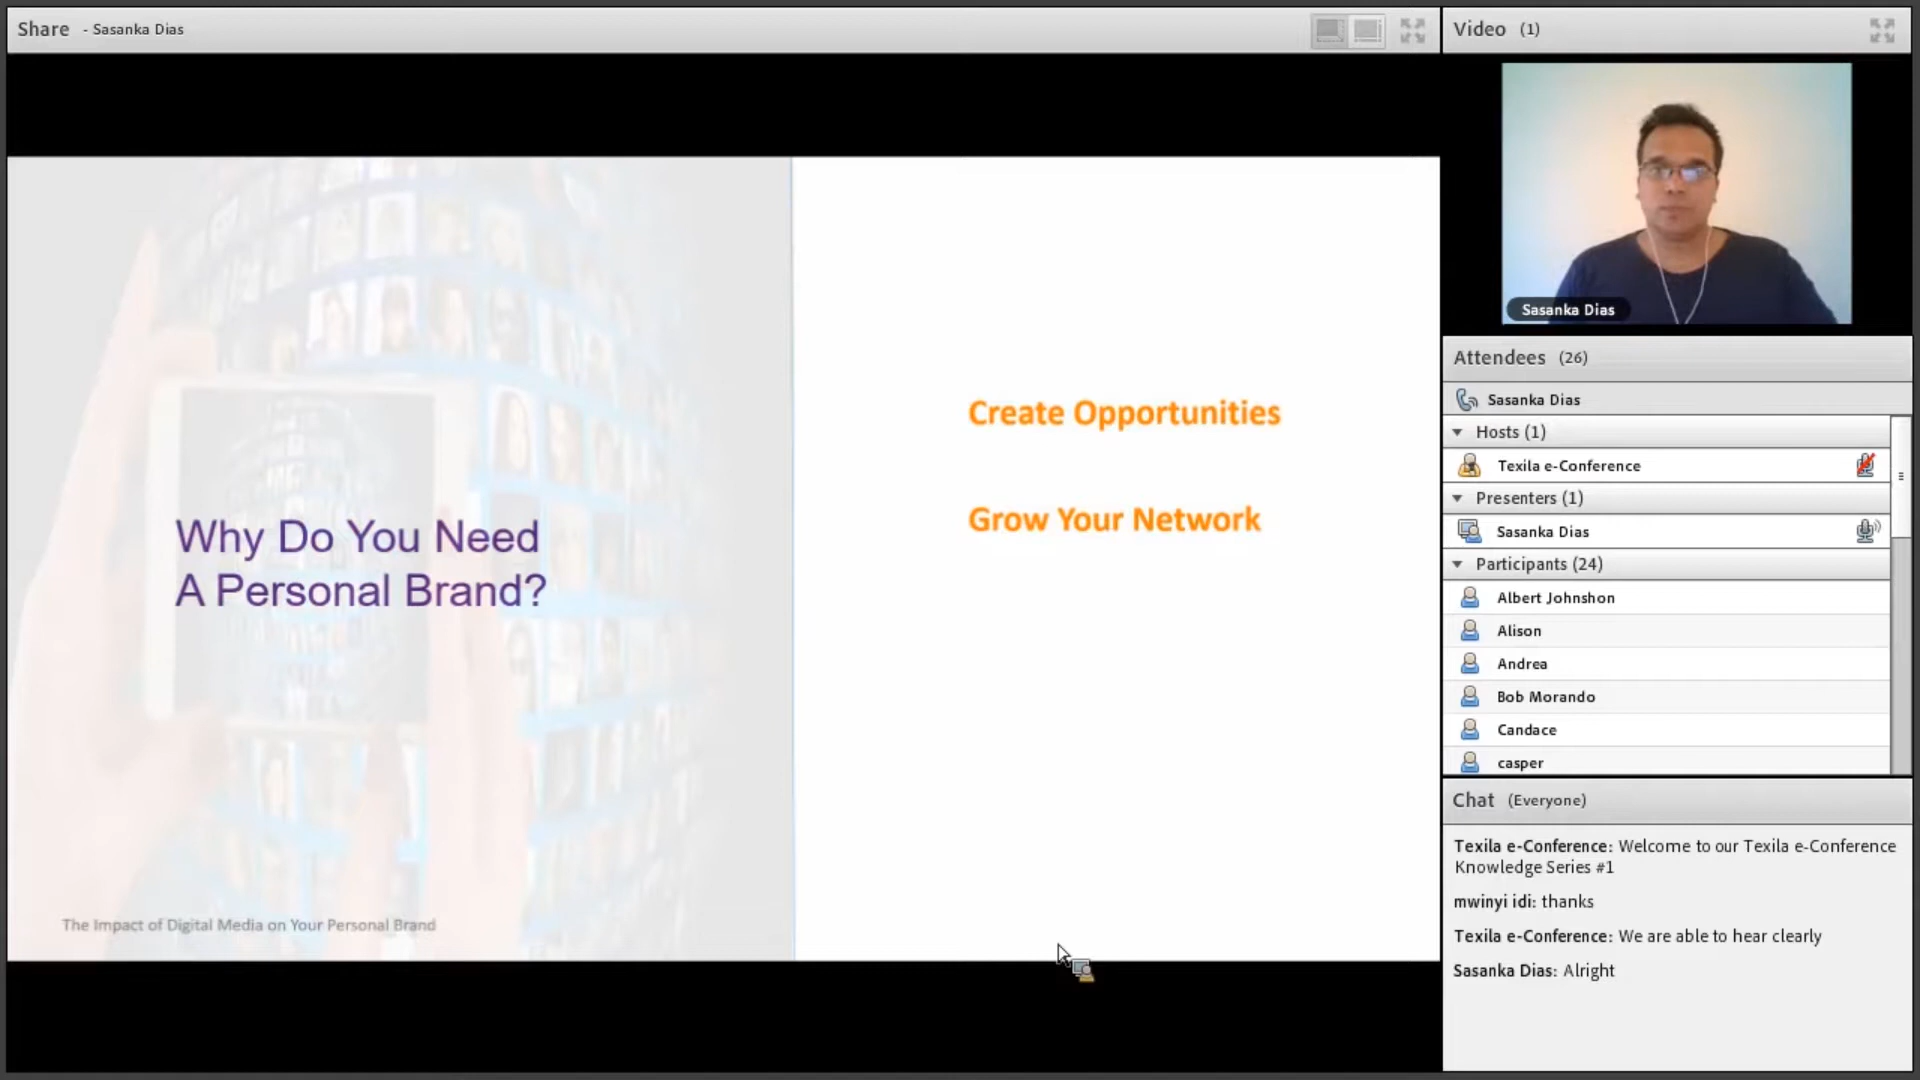 Share - Sasanka Dias
Why Do You Need
A Personal Brand?
The Impact of Digital Media on Your Personal Brand
Create Opportunities
Grow Your Network
Video (1)
Sasanka Dias
Attendees (26)
Sasanka Dias
Hosts (1)
Texila e-Conference
Presenters (1)
Sasanka Dias
Participants (24)
Albert Johnshon
Alison
Andrea
Bob Morando
Candace
casper
Chat (Everyone)
Texila e-Conference: Welcome to our Texila e-Conference
Knowledge Series #1
mwinyi idi: thanks
Texila e-Conference: We are able to hear clearly
Sasanka Dias: Alright